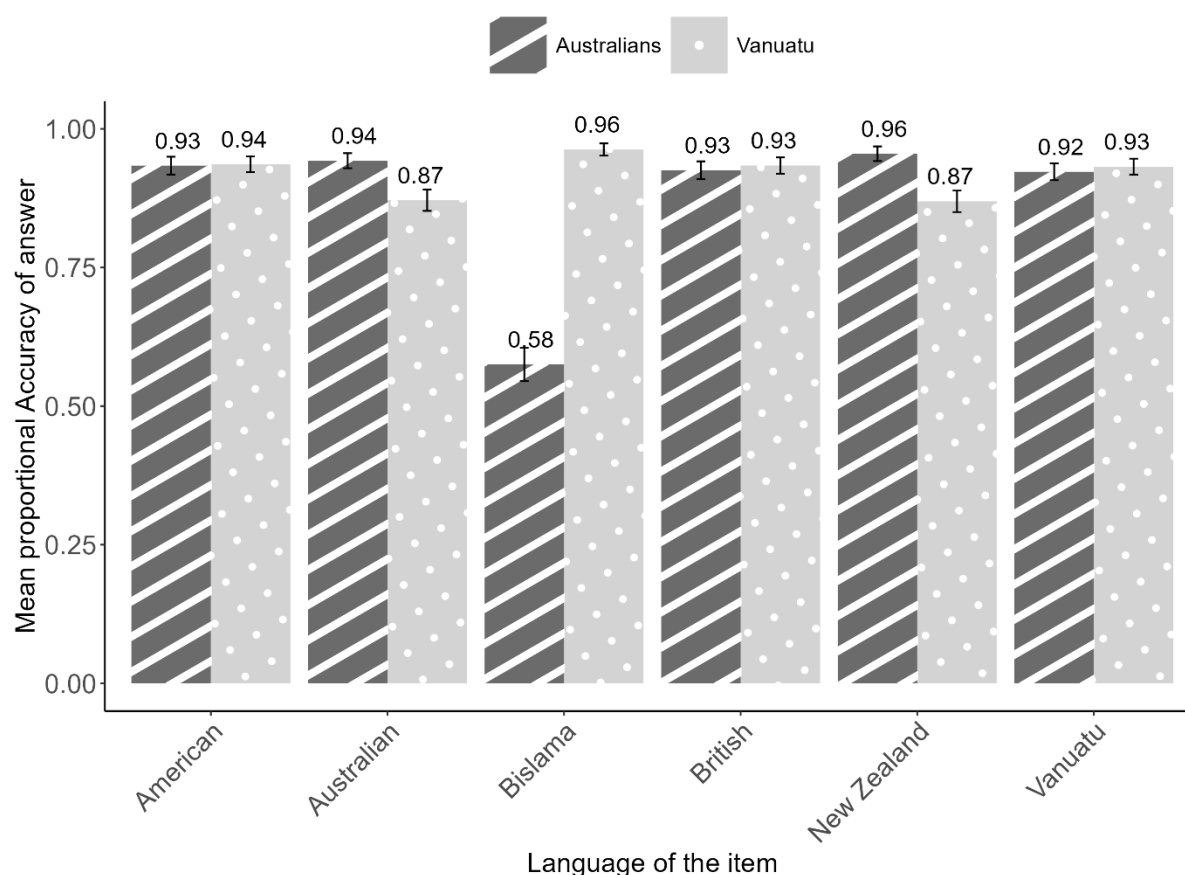 Australians Vanuatu
1.00
0.75
0.50
0.25
0.00
Mean proportional Accuracy of answer
0.93 0.94 0.94 0.87 0.58 0.96 0.93 0.93 0.96 0.87 0.92 0.93
American Australian Bislama British New Zealand Vanuatu
Language of the item